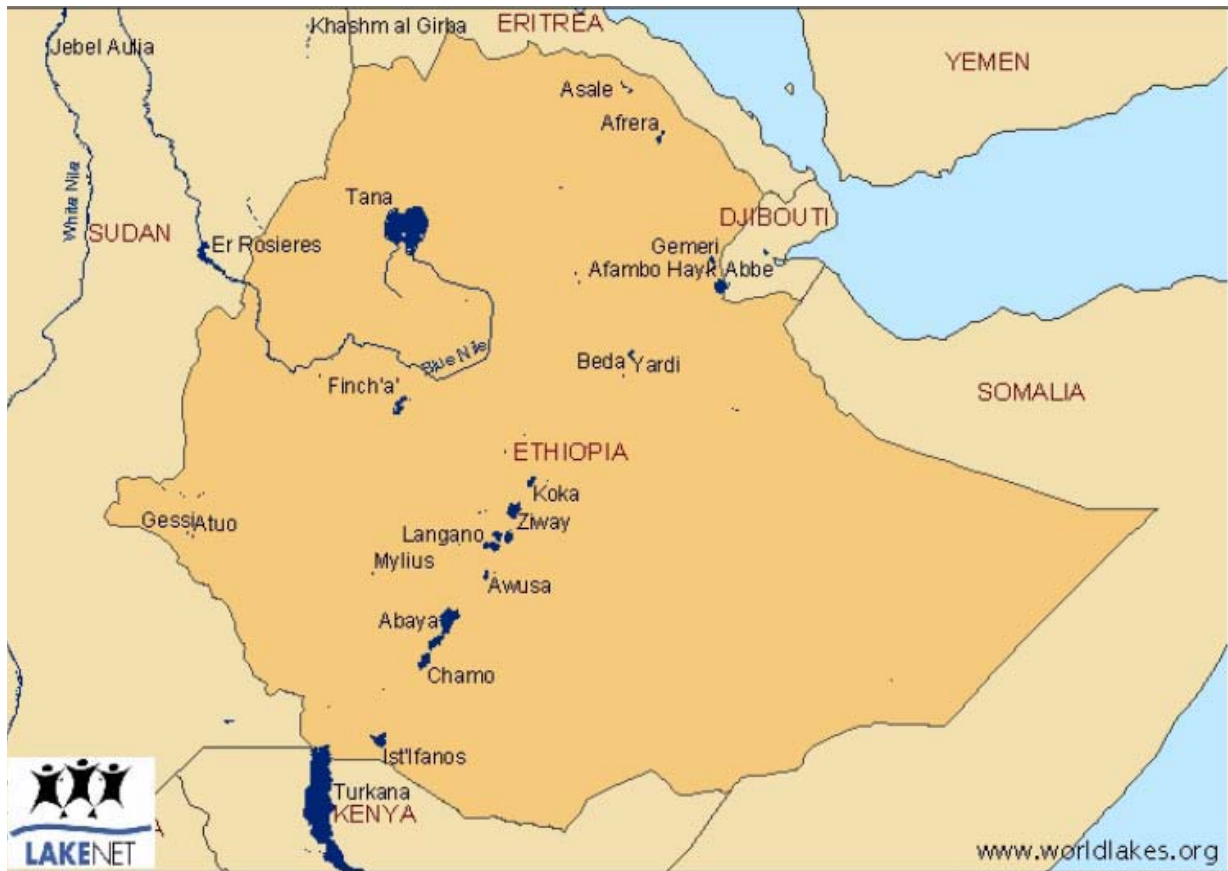 Khashm al Girba
ERITREA
Jebel Aulia
YEMEN
Asale
Afrera
White Nile
Tana
SUDAN
Er Rosieres
DJIBOUTI
Gemeri
Afambo Hayk Abbe
Blue Nile
Beda Yardi
Finch'a'
SOMALIA
ETHIOPIA
Koka
Gessi Atuo
Ziway
Langano
Mylius
Awusa
Abaya
Chamo
Ist'Ifanos
Turkana
KENYA
A
LAKENET
www.worldlakes.org